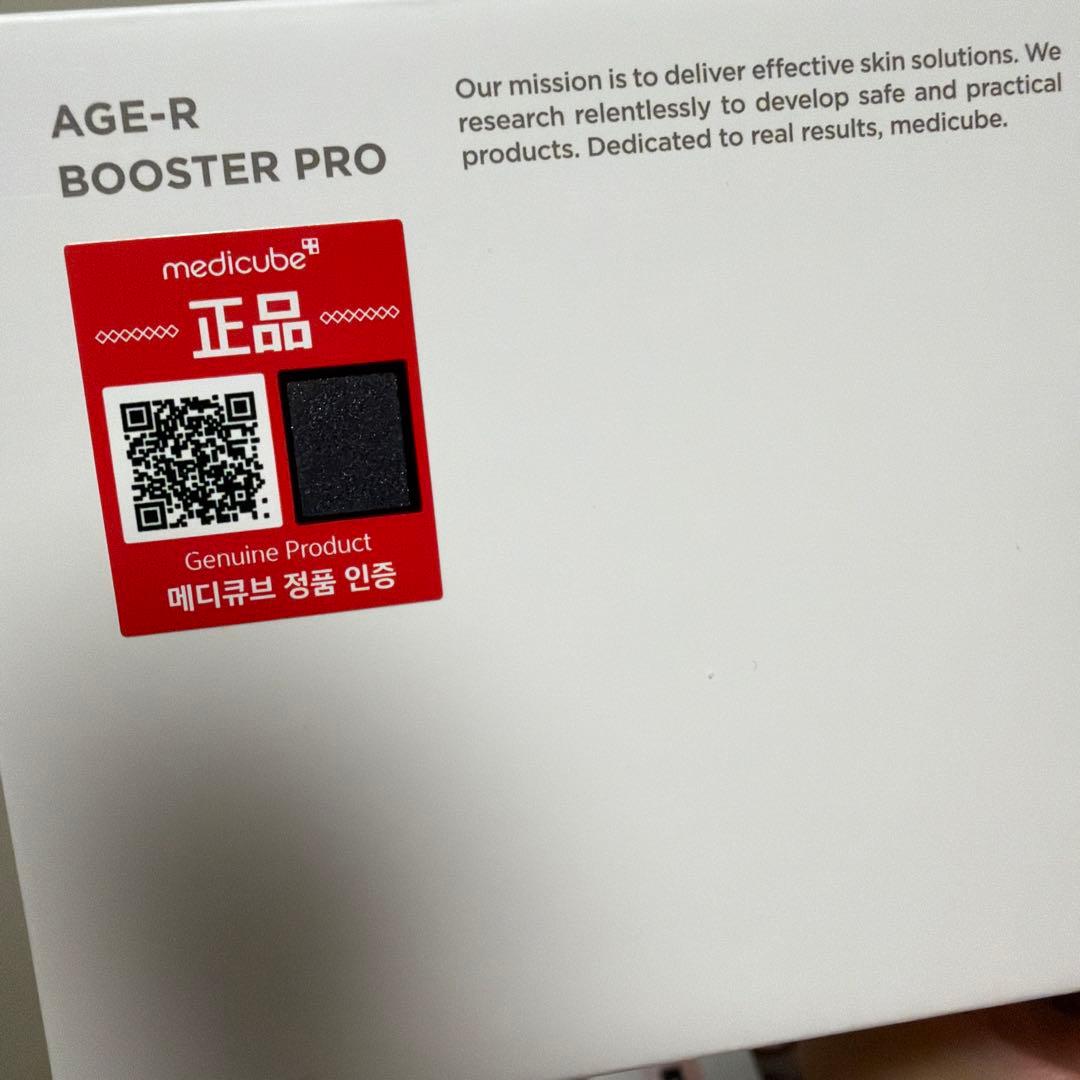 AGE-R
BOOSTER PRO
Our mission is to deliver effective skin solutions. We
research relentlessly to develop safe and practical
products. Dedicated to real results, medicube.
medicube
正品
Genuine Product
메디큐브 정품 인증